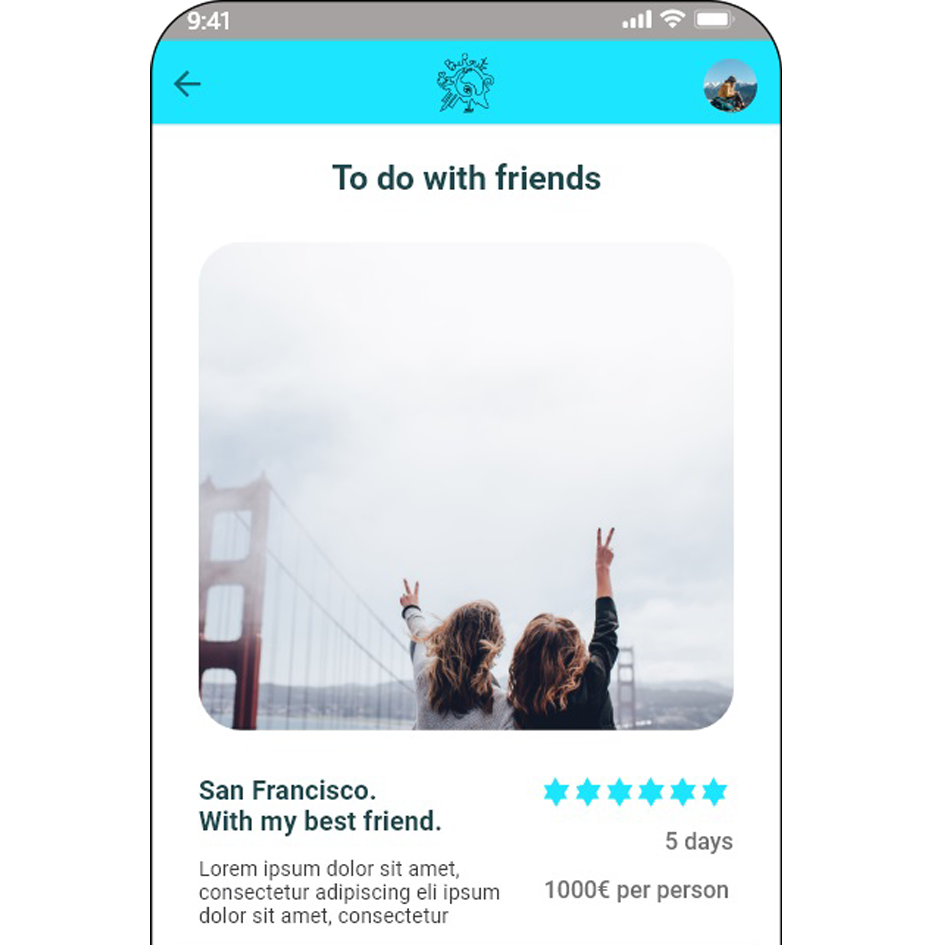 9:41
To do with friends
San Francisco.
With my best friend.
5 days
Lorem ipsum dolor sit amet,
consectetur adipiscing eli ipsum
dolor sit amet, consectetur
1000€ per person